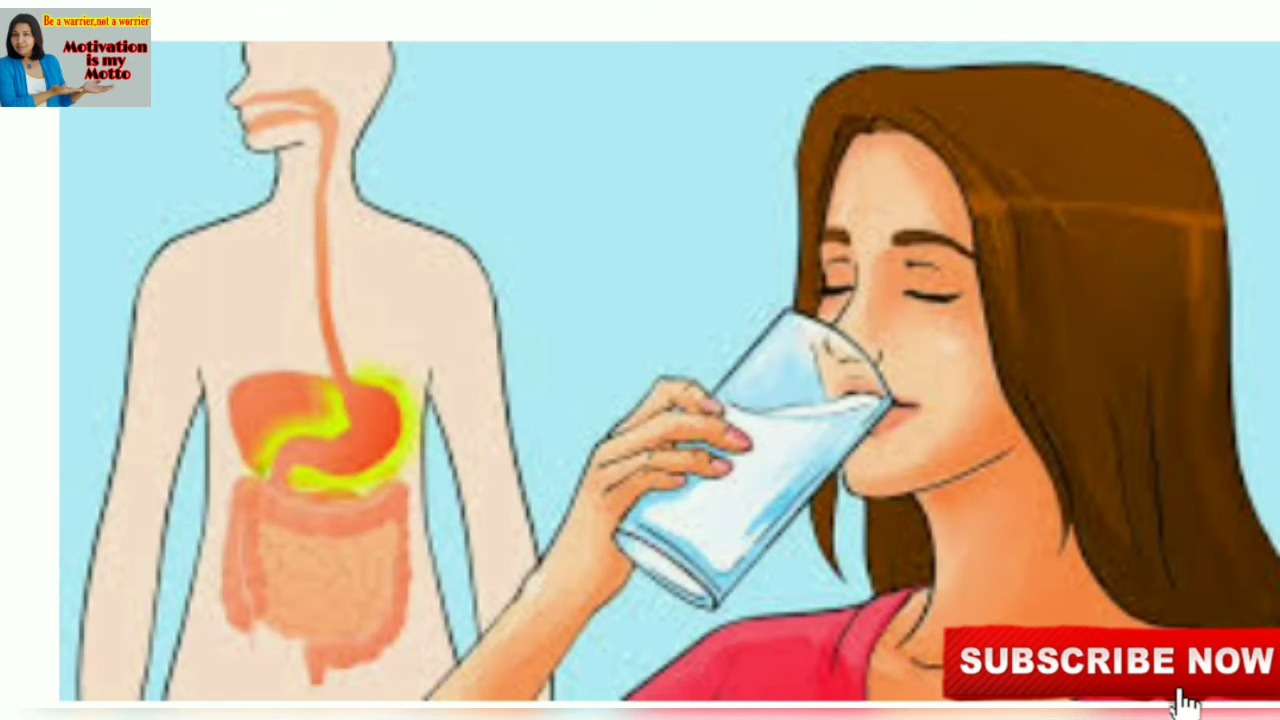 Be a warrier,not a worrier
Motivation
is my
Motto
SUBSCRIBE NOW